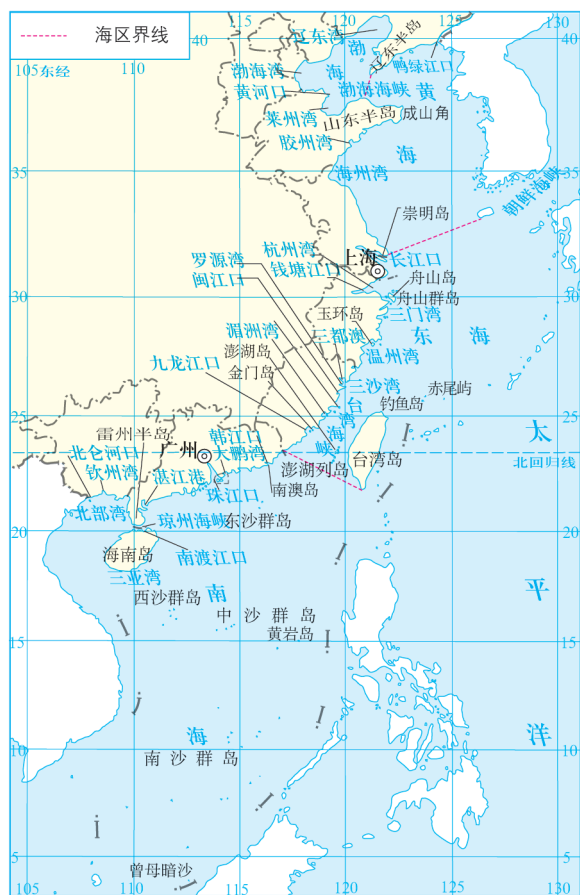 海区界线
辽东湾
渤
辽东半岛
40
40
105东经
110
115
120
125
130
渤海湾
海
鸭绿江口
黄河口
渤海海峡
黄
莱州湾
山东半岛
成山角
胶州湾
35
海州湾
海
35
朝鲜海峡
崇明岛
杭州湾
上海
罗源湾
钱塘江口
长江口
闽江口
舟山岛
30
舟山群岛
30
玉环岛
三门湾
湄洲湾
三都澳
东
海
澎湖岛
温州湾
九龙江口
金门岛
三沙湾
赤尾屿
台
钓鱼岛
25
湾
25
雷州半岛
韩江口
海
太
北仑河口
广州
大鹏湾
峡
台湾岛
北回归线
钦州湾
湛江港
澎湖列岛
珠江口
南澳岛
北部湾
琼州海峡
东沙群岛
20
20
海南岛
南渡江口
三亚湾
南
平
西沙群岛
中沙群岛
黄岩岛
15
15
海
洋
南沙群岛
10
10
5
曾母暗沙
5
110
115
120
125